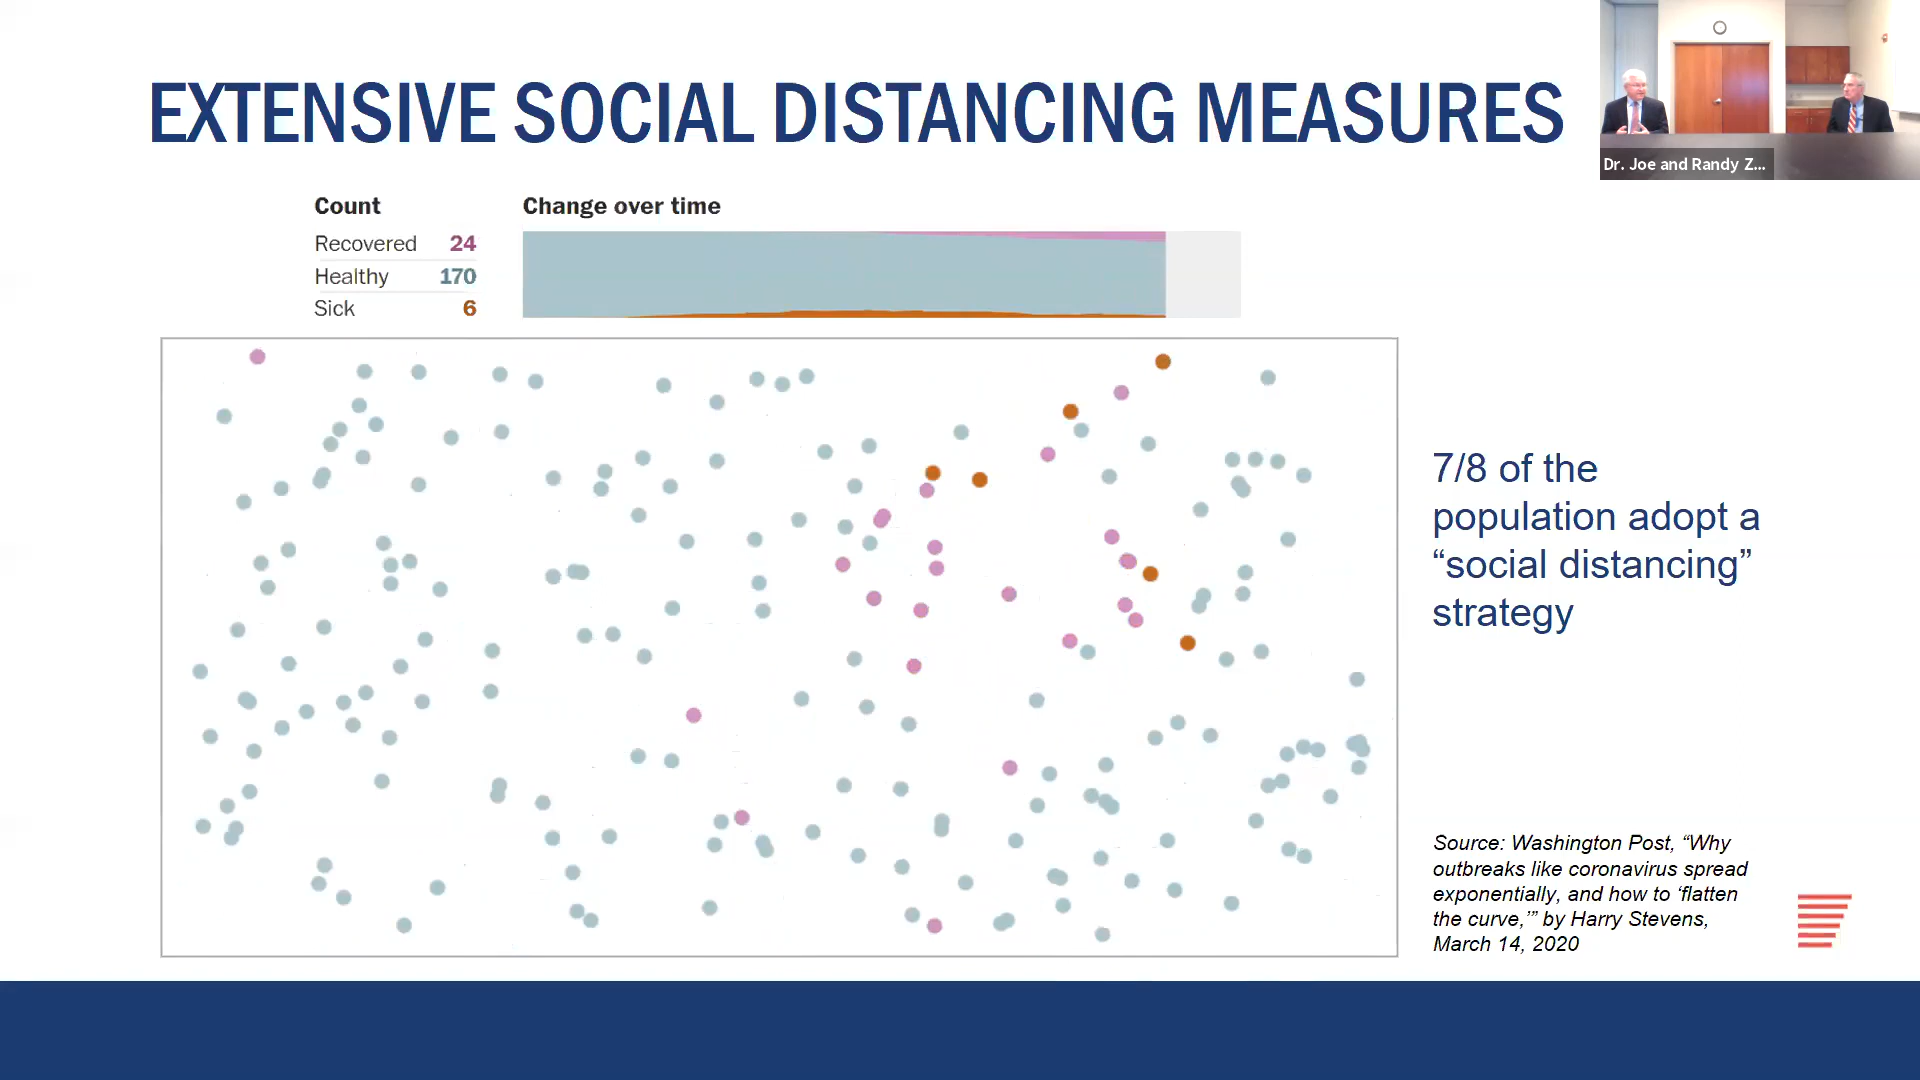 EXTENSIVE SOCIAL DISTANCING MEASURES
Dr. Joe and Randy Z...
Count
Recovered 24
Healthy 170
Sick 6
Change over time
7/8 of the
population adopt a
“social distancing”
strategy
Source: Washington Post, “Why
outbreaks like coronavirus spread
exponentially, and how to ‘flatten
the curve,’” by Harry Stevens,
March 14, 2020